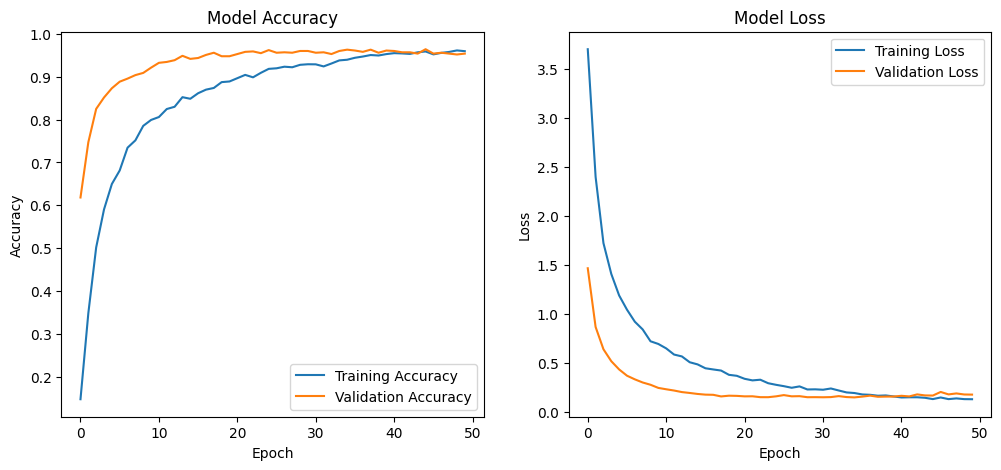 Model Accuracy
1.0
0.9
0.8
0.7
0.6
0.5
0.4
0.3
0.2
Accuracy
0 10 20 30 40 50
Epoch
Training Accuracy
Validation Accuracy
Model Loss
3.5
3.0
2.5
2.0
1.5
1.0
0.5
0.0
Loss
0 10 20 30 40 50
Epoch
Training Loss
Validation Loss